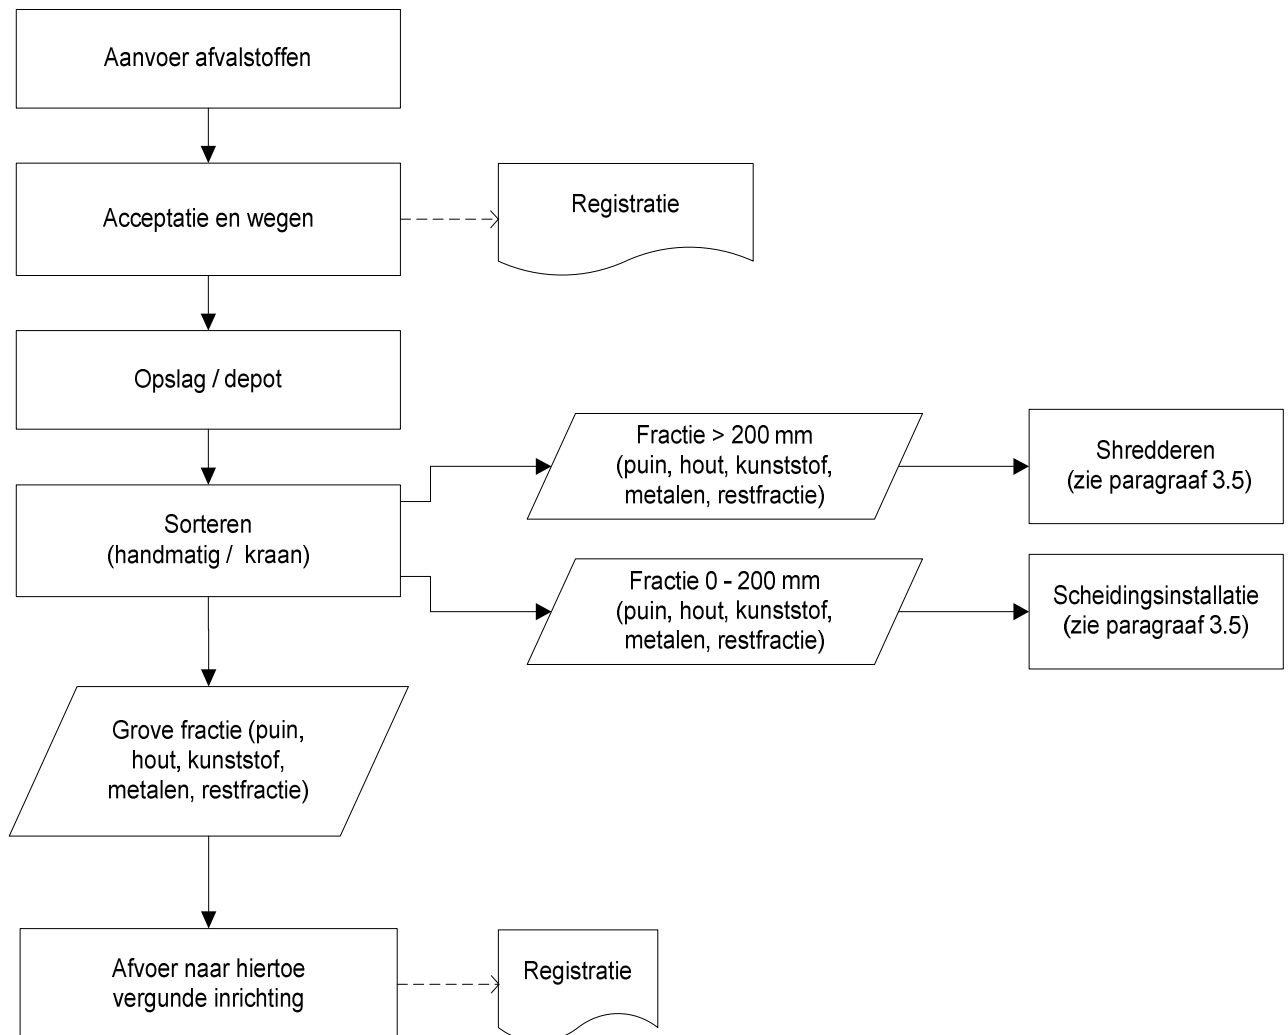 Aanvoer afvalstoffen
Acceptatie en wegen
Registratie
Opslag / depot
Sorteren
(handmatig / kraan)
Fractie > 200 mm
(puin, hout, kunststof,
metalen, restfractie)
Shredderen
(zie paragraaf 3.5)
Fractie 0 - 200 mm
(puin, hout, kunststof,
metalen, restfractie)
Scheidingsinstallatie
(zie paragraaf 3.5)
Grove fractie (puin,
hout, kunststof,
metalen, restfractie)
Afvoer naar hiertoe
vergunde inrichting
Registratie